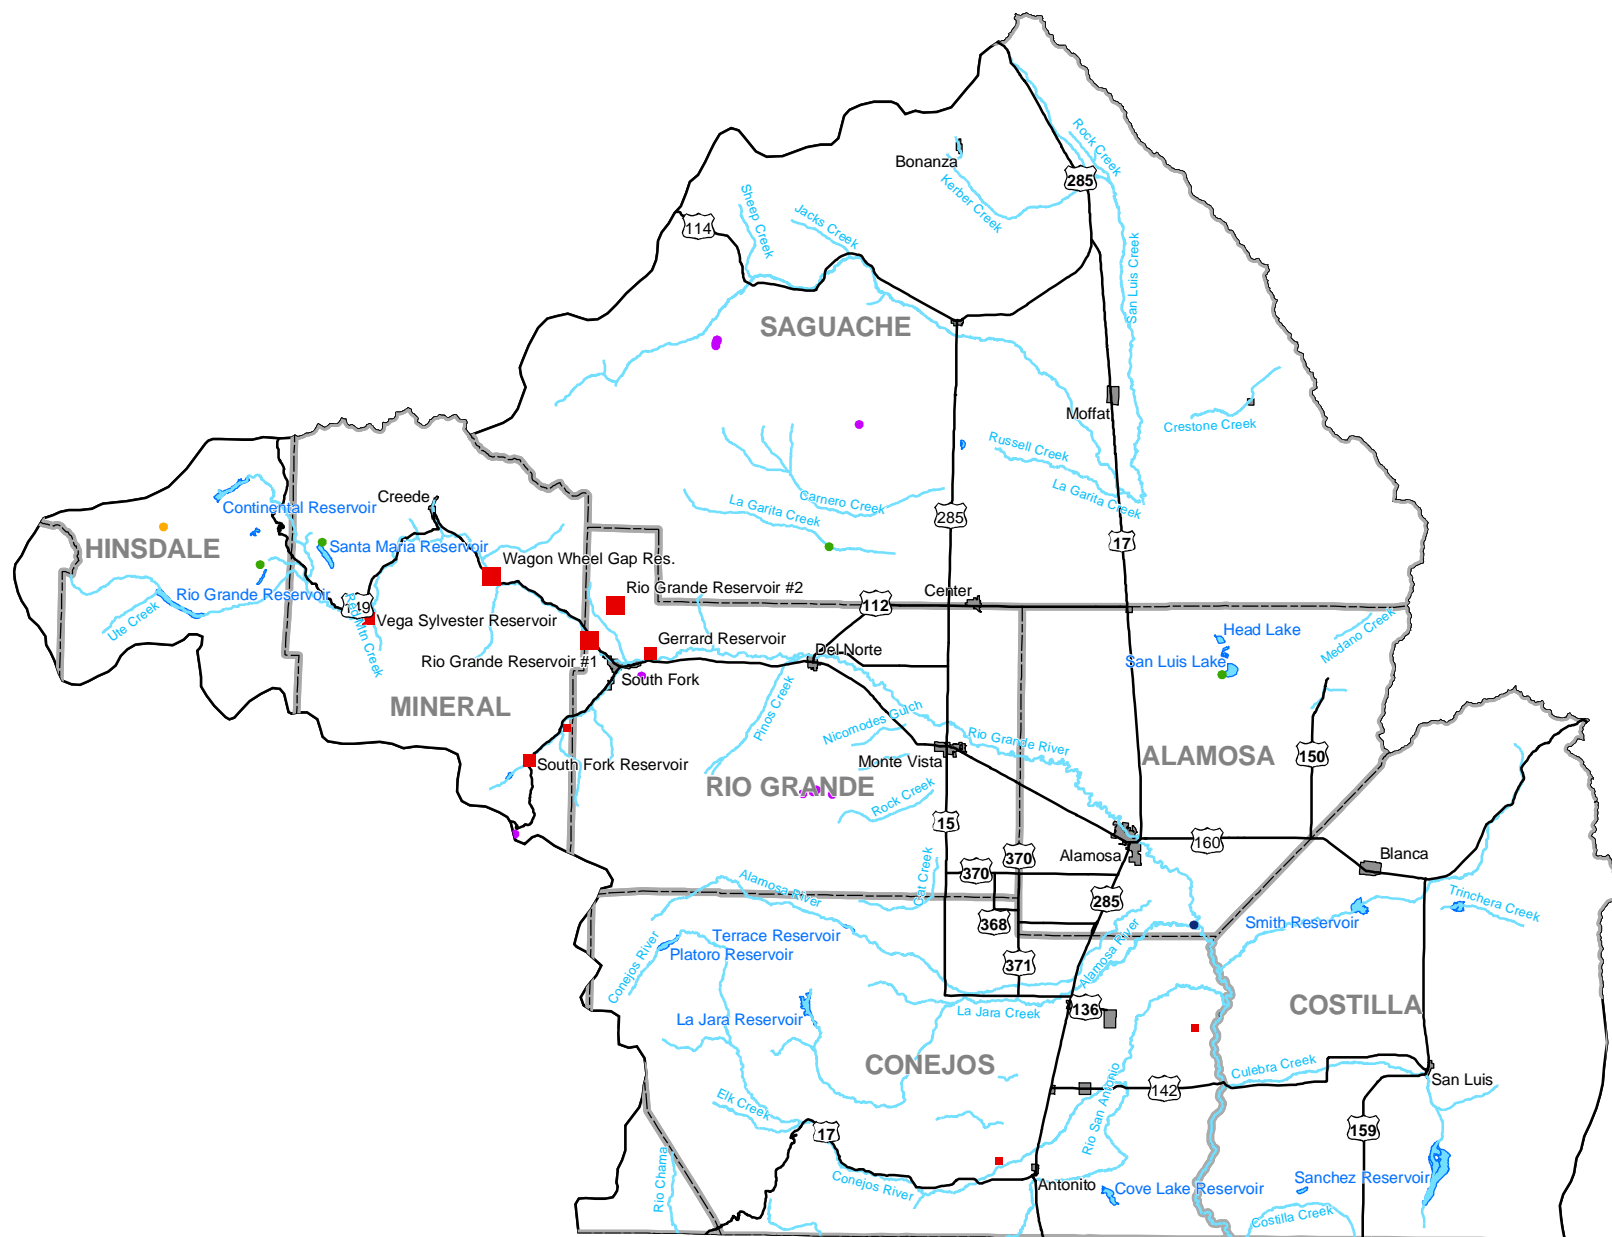 Rock Creek
Bonanza
285
Kerber Creek
Sheep Creek
Jacks Creek
114
San Luis Creek
SAGUACHE
Moffat
Crestone Creek
Russell Creek
La Garita Creek
Carnero Creek
La Garita Creek
285
17
Creede
Continental Reservoir
HINSDALE
Santa Maria Reservoir
Wagon Wheel Gap Res.
Rio Grande Reservoir
Rio Grande Reservoir #2
Center
112
149
Ute Creek
Red Mtn Creek
Vega Sylvester Reservoir
Gerrard Reservoir
Del Norte
Head Lake
Medano Creek
San Luis Lake
Rio Grande Reservoir #1
South Fork
MINERAL
Pinos Creek
Nicomodes Gulch
Rio Grande River
Monte Vista
ALAMOSA
150
South Fork Reservoir
RIO GRANDE
Rock Creek
15
Alamosa
160
Blanca
370
370
Cat Creek
Alamosa River
285
Trinchera Creek
368
Smith Reservoir
Terrace Reservoir
Platoro Reservoir
Conejos River
371
Alamosa River
La Jara Reservoir
La Jara Creek
136
COSTILLA
CONEJOS
Culebra Creek
San Luis
142
Rio San Antonio
Elk Creek
17
159
Rio Chama
Conejos River
Antonito
Cove Lake Reservoir
Sanchez Reservoir
Costilla Creek